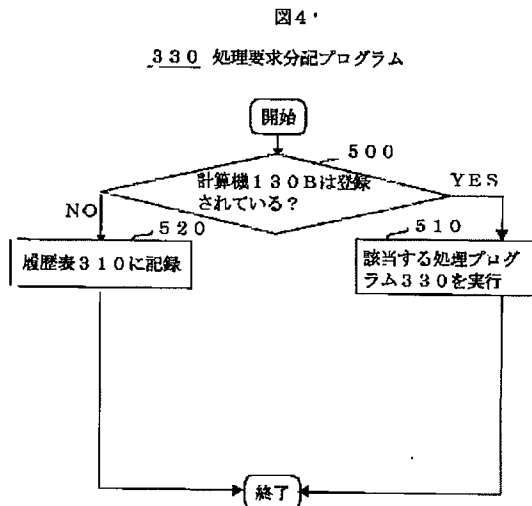 図4
330 処理要求分記プログラム
開始
500
計算機130Bは登録
されている?
YES
NO
520
510
履歴表310に記録
該当する処理プログ
ラム330を実行
終了